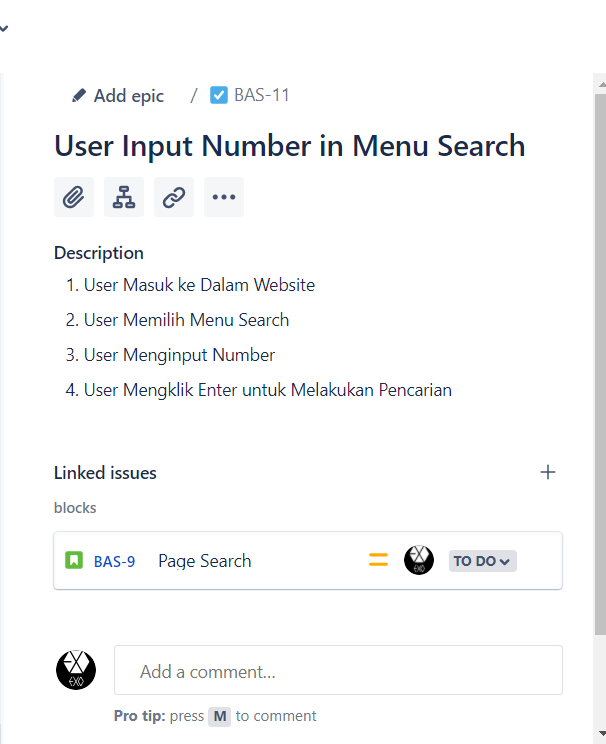 Add epic / BAS-11
User Input Number in Menu Search
Description
1. User Masuk ke Dalam Website
2. User Memilih Menu Search
3. User Menginput Number
4. User Mengklik Enter untuk Melakukan Pencarian
Linked issues
blocks
BAS-9 Page Search EXO TO DO
EXO Add a comment...
Pro tip: press M to comment